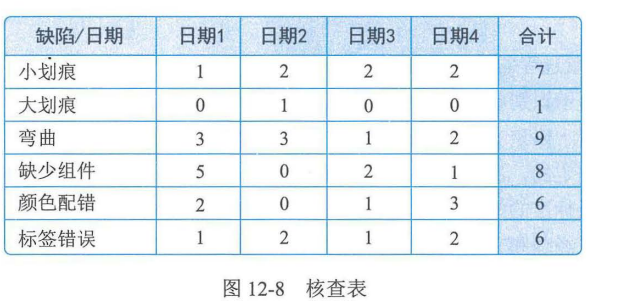 缺陷/日期 日期1 日期2 日期3 日期4 合计
小划痕 1 2 2 2 7
大划痕 0 1 0 0 1
弯曲 3 3 1 2 9
缺少组件 5 0 2 1 8
颜色配错 2 0 1 3 6
标签错误 1 2 1 2 6
图 12-8 核查表